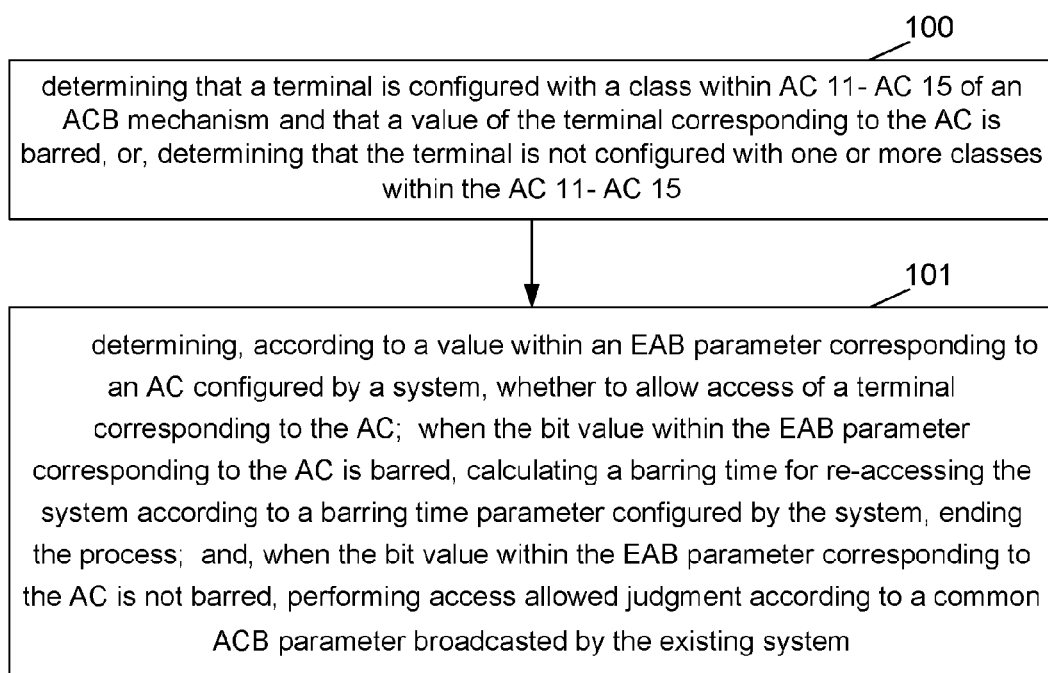 100
determining that a terminal is configured with a class within AC 11- AC 15 of an
ACB mechanism and that a value of the terminal corresponding to the AC is
barred, or, determining that the terminal is not configured with one or more classes
within the AC 11- AC 15
101
determining, according to a value within an EAB parameter corresponding to
an AC configured by a system, whether to allow access of a terminal
corresponding to the AC; when the bit value within the EAB parameter
corresponding to the AC is barred, calculating a barring time for re-accessing the
system according to a barring time parameter configured by the system, ending
the process; and, when the bit value within the EAB parameter corresponding to
the AC is not barred, performing access allowed judgment according to a common
ACB parameter broadcasted by the existing system